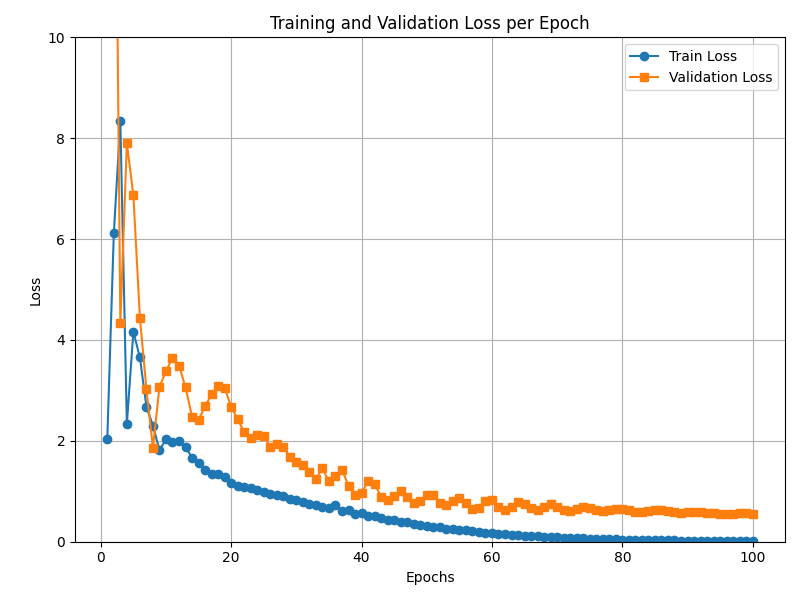 Training and Validation Loss per Epoch
Train Loss
Validation Loss
10
8
6
4
2
0
Loss
0 20 40 60 80 100
Epochs